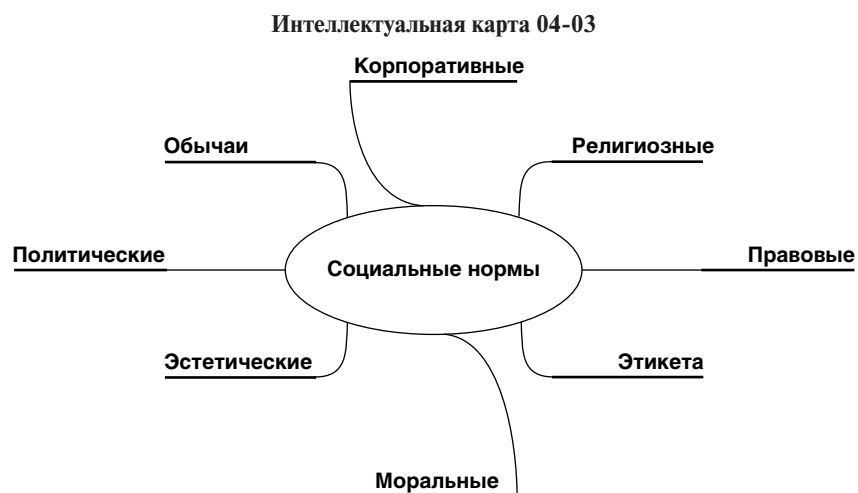 Интеллектуальная карта 04-03
Корпоративные
Обычаи
Религиозные
Политические
Социальные нормы
Правовые
Эстетические
Этикета
Моральные